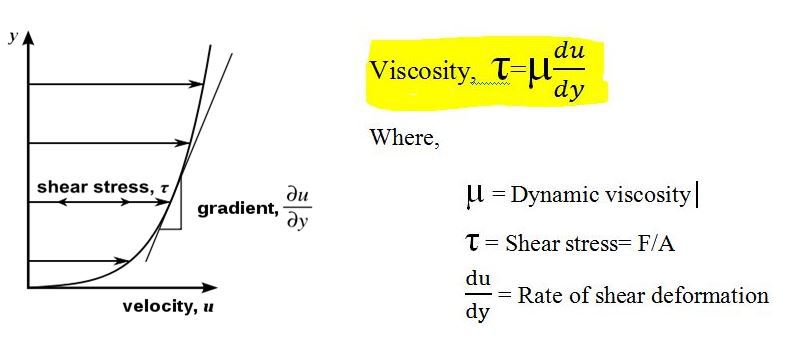 y
shear stress, τ
gradient, ∂u/∂y
velocity, u
Viscosity, τ=μ du/dy
Where,
μ = Dynamic viscosity
τ = Shear stress= F/A
du/dy = Rate of shear deformation